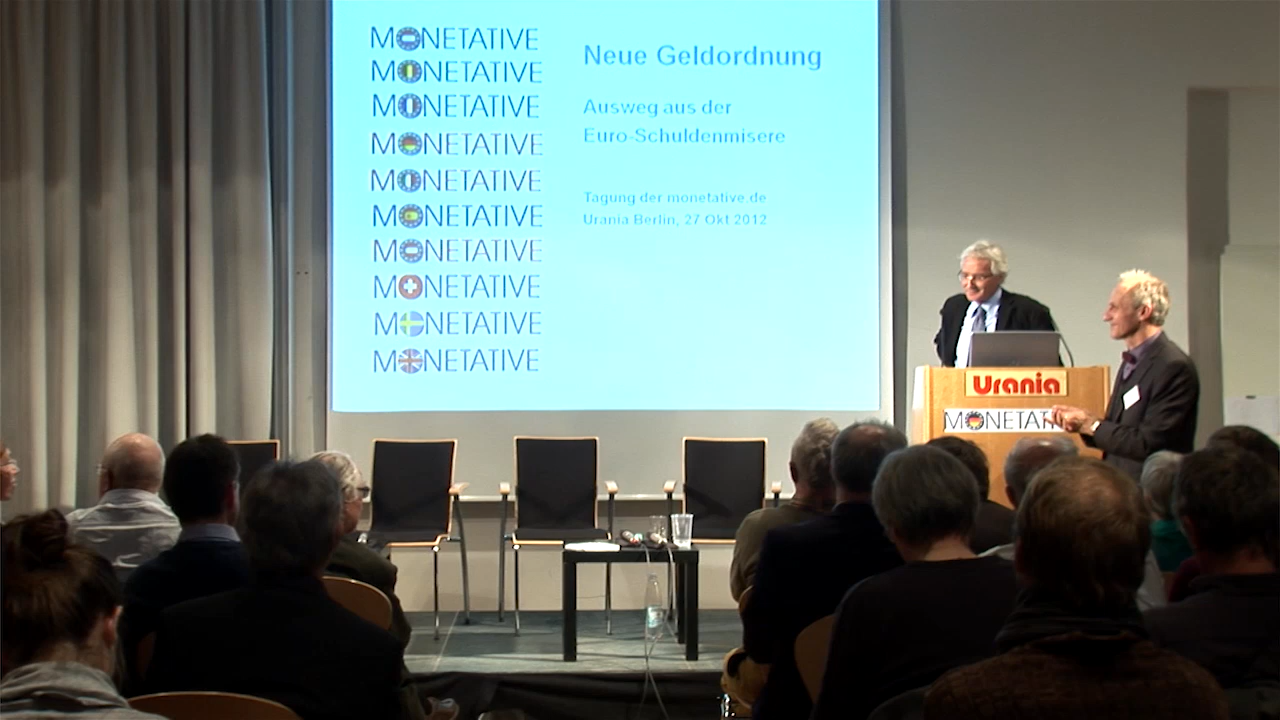 MONETATIVE
MONETATIVE
MONETATIVE
MONETATIVE
MONETATIVE
MONETATIVE
MONETATIVE
MONETATIVE
MONETATIVE
MONETATIVE
Neue Geldordnung
Ausweg aus der
Euro-Schuldenmisere
Tagung der monetative.de
Urania Berlin, 27 Okt 2012
Urania
MONETATI